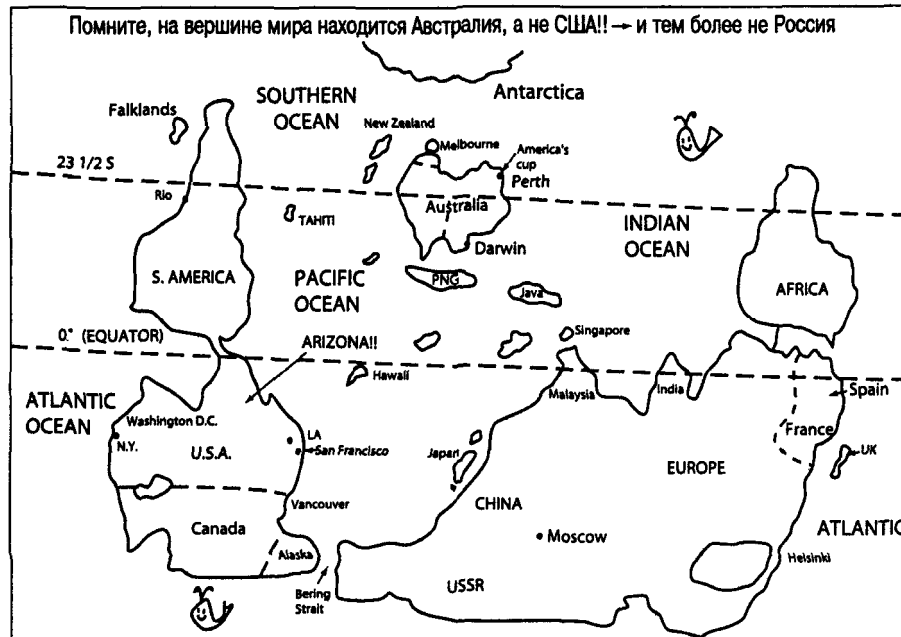 Помните, на вершине мира находится Австралия, а не США!! → и тем более не Россия
Antarctica
SOUTHERN
OCEAN
Falklands
New Zealand
Melbourne
America's
cup
Perth
23 1/2 S
Rio
TAHITI
Australia
INDIAN
OCEAN
Darwin
S. AMERICA
PACIFIC
OCEAN
PNG
Java
AFRICA
0.° (EQUATOR)
ARIZONA!!
Singapore
Hawaii
Malaysia
India
Spain
ATLANTIC
OCEAN
Washington D.C.
N.Y.
U.S.A.
LA
San Francisco
Japan
France
UK
EUROPE
CHINA
Vancouver
Canada
Alaska
Moscow
ATLANTIC
Helsinki
Bering
Strait
USSR